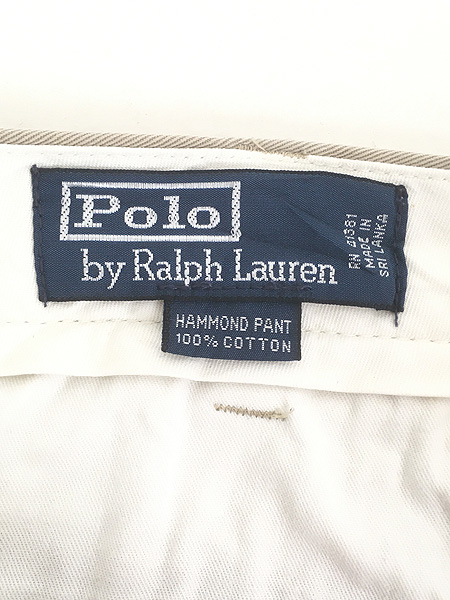 Polo
by Ralph Lauren
RN 41381
MADE IN
SRI LANKA
HAMMOND PANT
100% COTTON